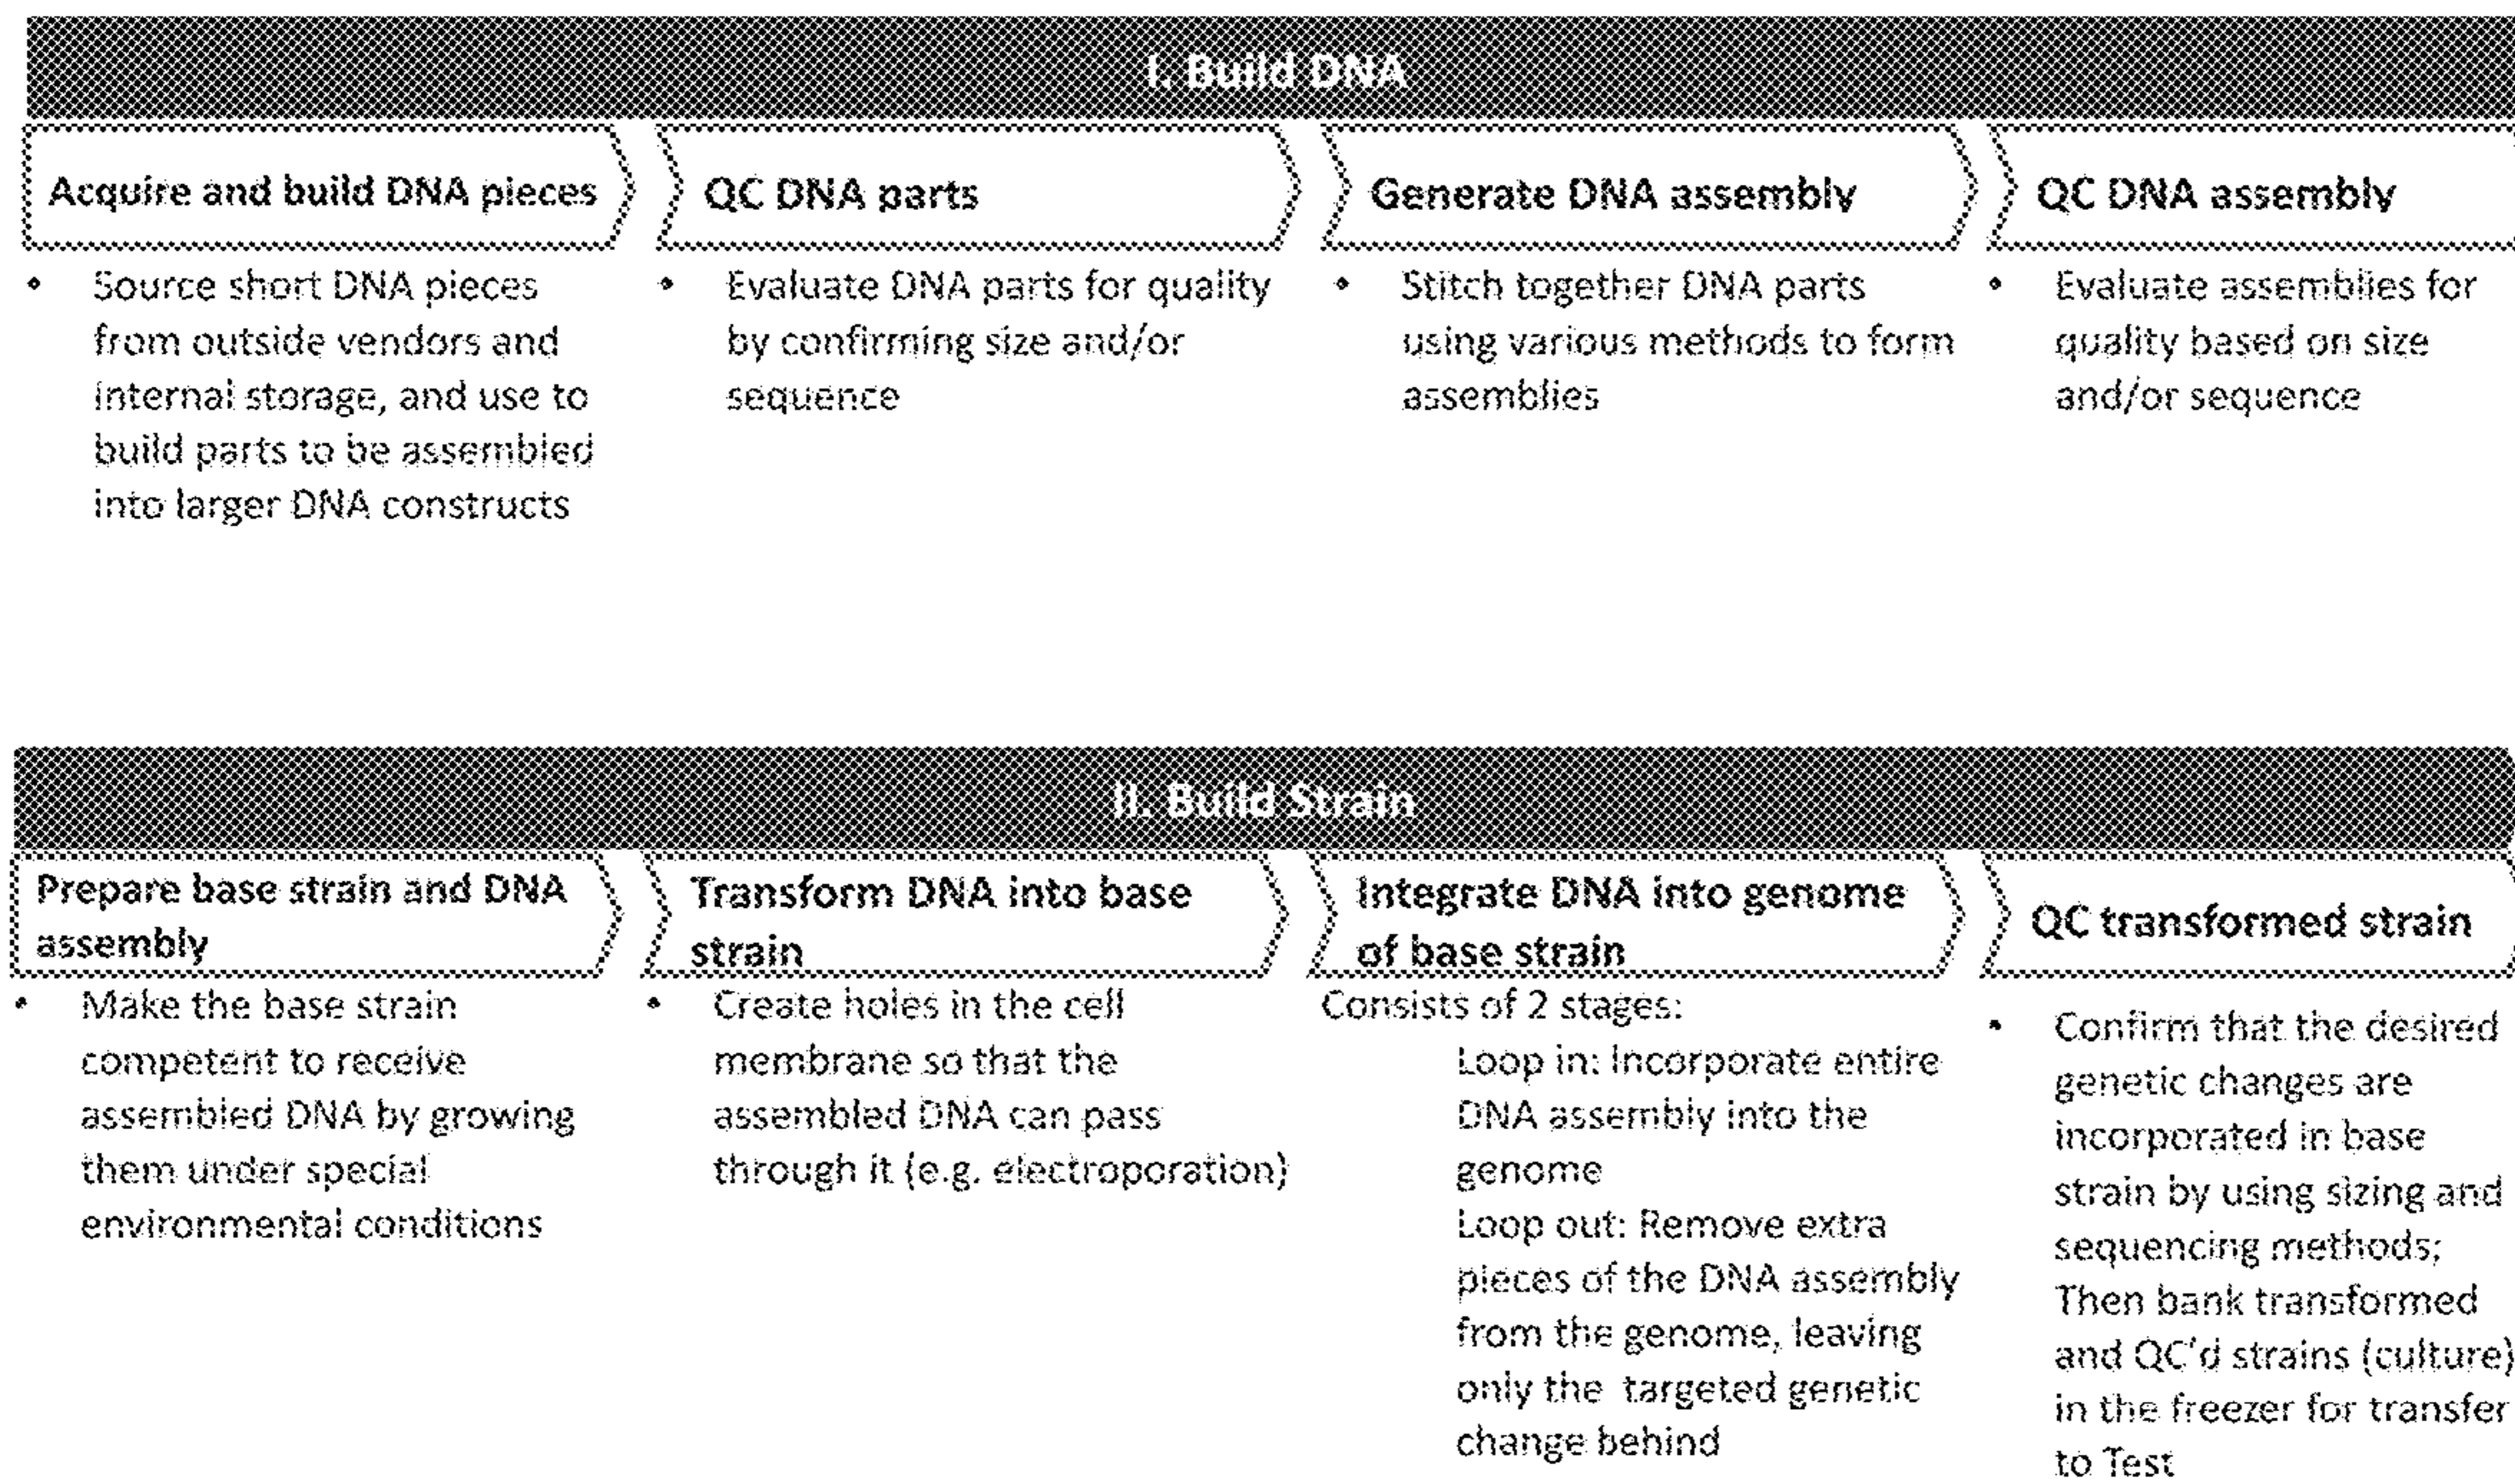 I. Build DNA
Acquire and build DNA pieces
• Source short DNA pieces
from outside vendors and
internal storage, and use to
build parts to be assembled
into larger DNA constructs
QC DNA parts
• Evaluate DNA parts for quality
by confirming size and/or
sequence
Generate DNA assembly
• Stitch together DNA parts
using various methods to form
assemblies
QC DNA assembly
• Evaluate assemblies for
quality based on size
and/or sequence
II. Build Strain
Prepare base strain and DNA
assembly
• Make the base strain
competent to receive
assembled DNA by growing
them under special
environmental conditions
Transform DNA into base
strain
• Create holes in the cell
membrane so that the
assembled DNA can pass
through it (e.g. electroporation)
Integrate DNA into genome
of base strain
Consists of 2 stages:
Loop in: Incorporate entire
DNA assembly into the
genome
Loop out: Remove extra
pieces of the DNA assembly
from the genome, leaving
only the targeted genetic
change behind
QC transformed strain
• Confirm that the desired
genetic changes are
incorporated in base
strain by using sizing and
sequencing methods;
Then bank transformed
and QC'd strains (culture)
in the freezer for transfer
to Test